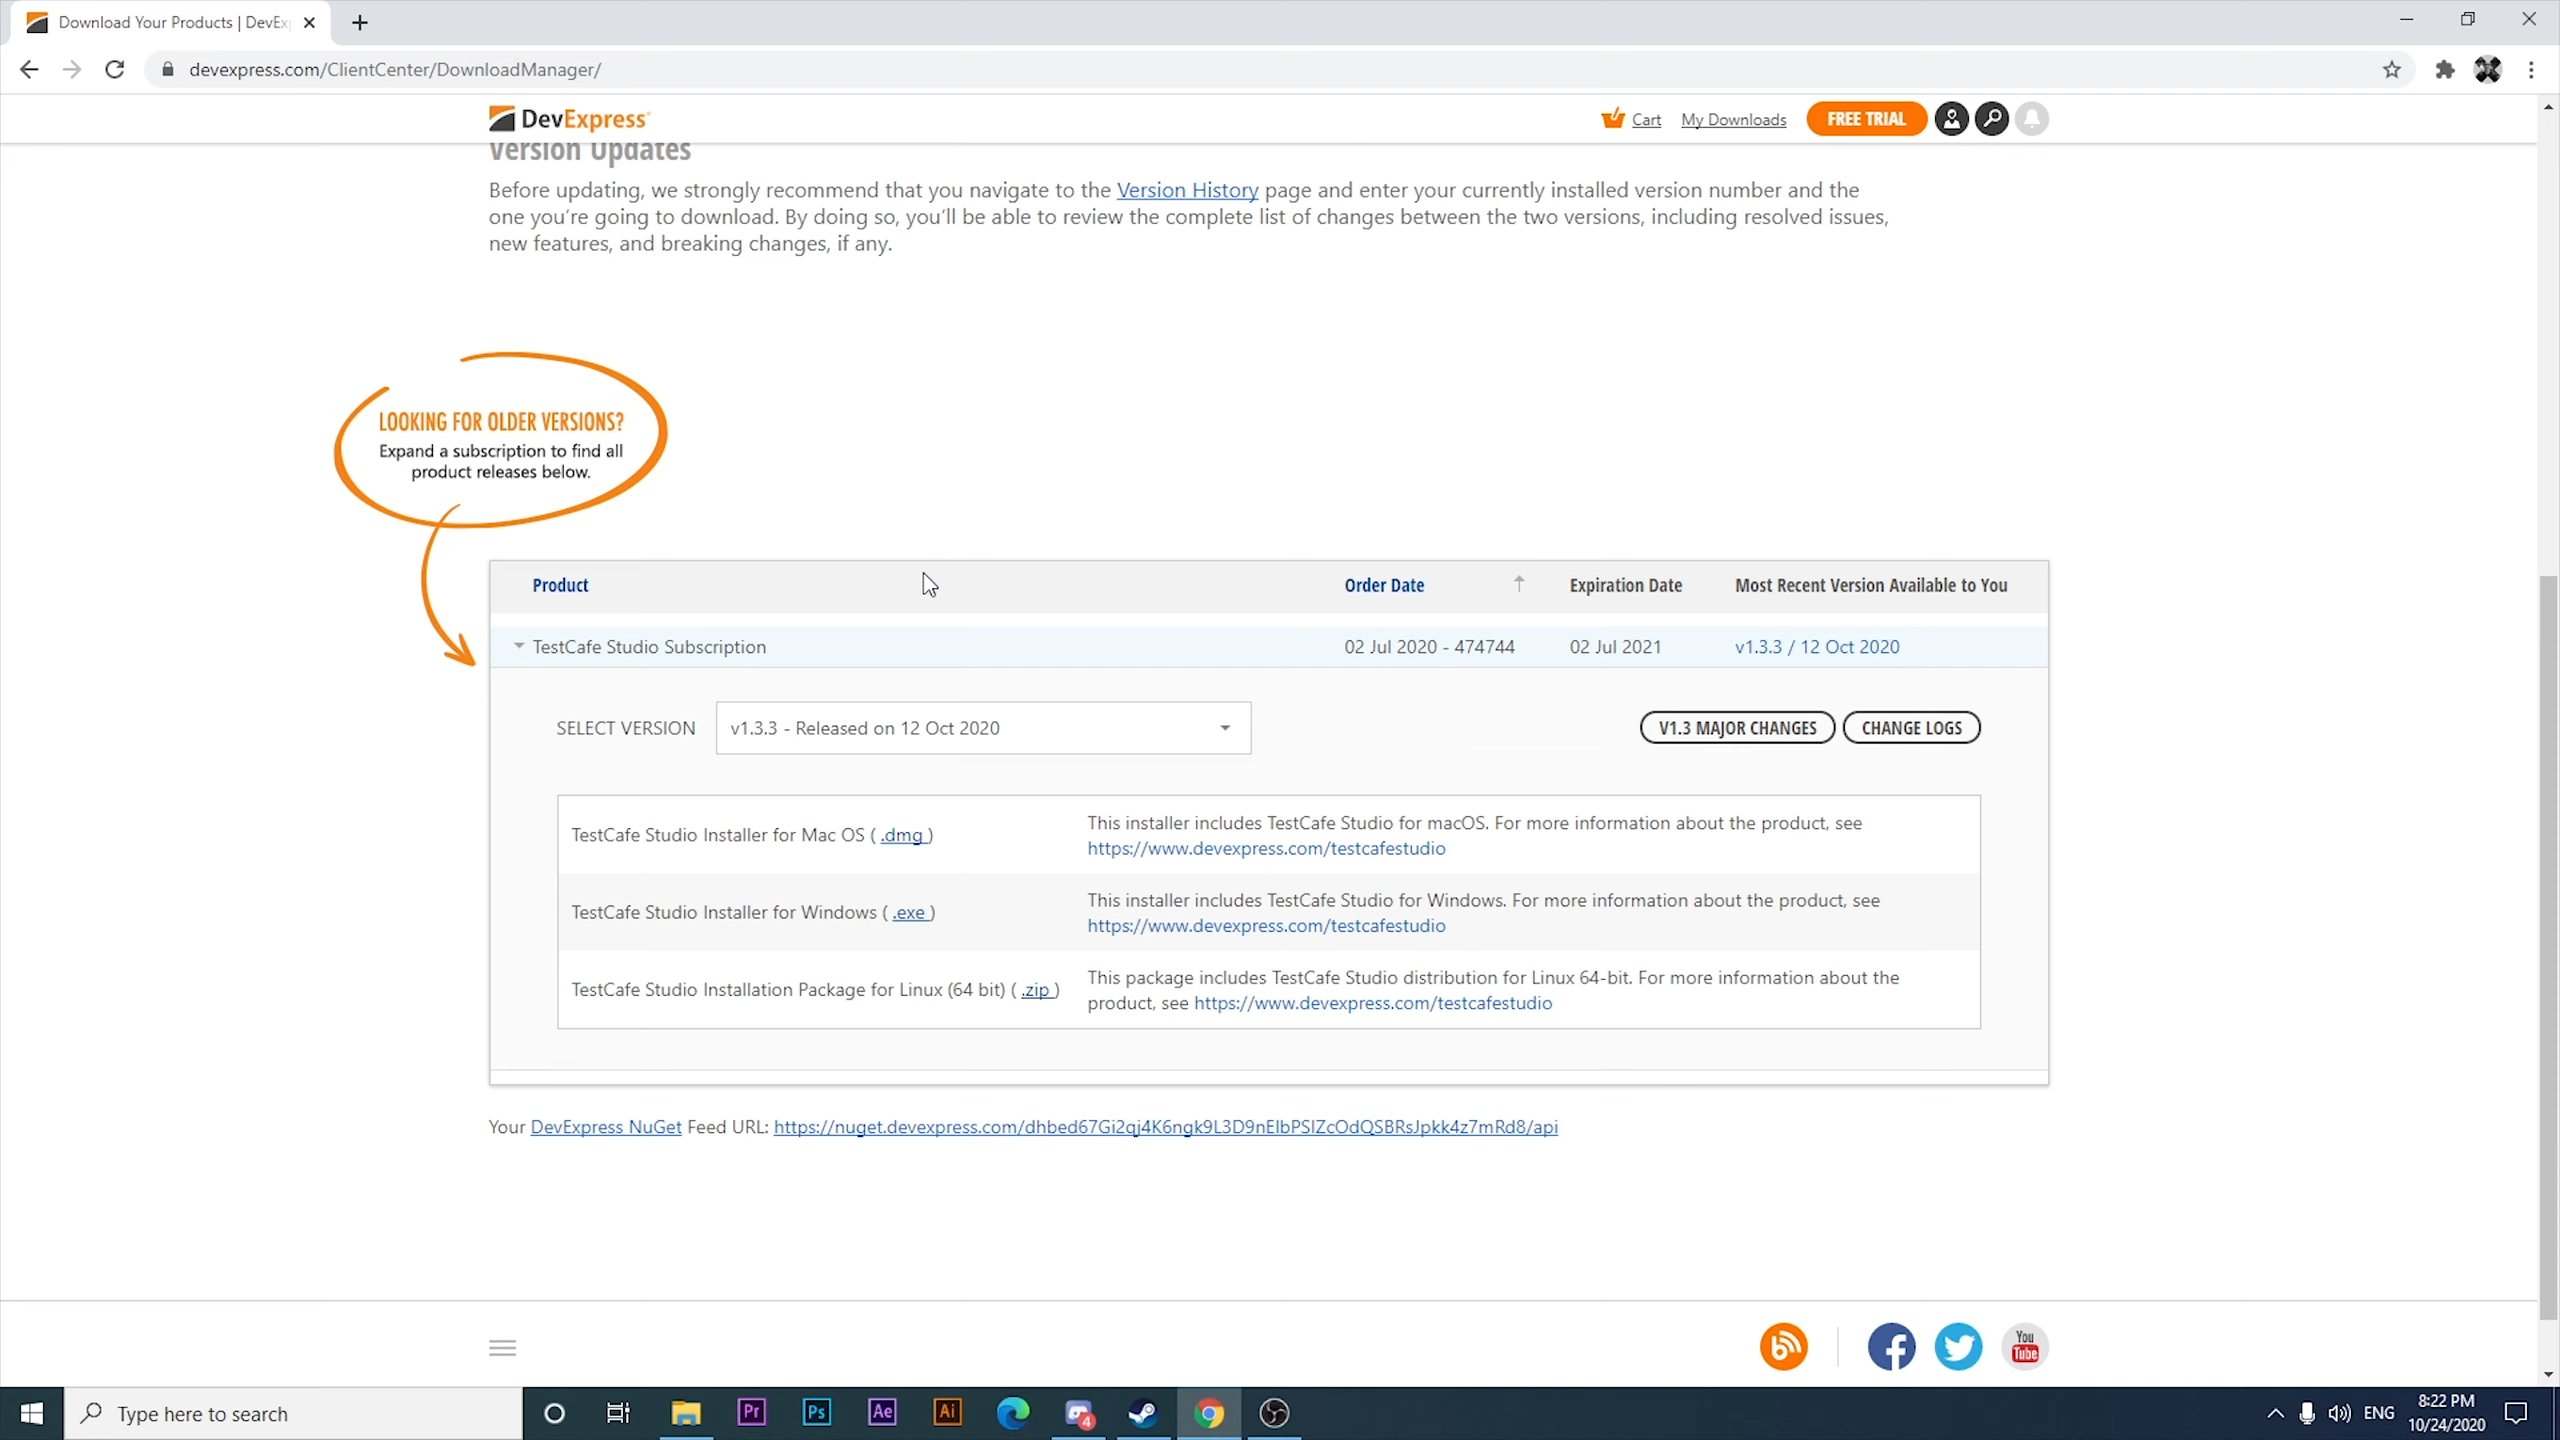 Download Your Products | DevEx
devexpress.com/ClientCenter/DownloadManager/
DevExpress
Cart
My Downloads
FREE TRIAL
Version Updates
Before updating, we strongly recommend that you navigate to the Version History page and enter your currently installed version number and the
one you're going to download. By doing so, you'll be able to review the complete list of changes between the two versions, including resolved issues,
new features, and breaking changes, if any.
LOOKING FOR OLDER VERSIONS?
Expand a subscription to find all
product releases below.
Product Order Date Expiration Date Most Recent Version Available to You
TestCafe Studio Subscription 02 Jul 2020 - 474744 02 Jul 2021 v1.3.3 / 12 Oct 2020
SELECT VERSION v1.3.3 - Released on 12 Oct 2020 V1.3 MAJOR CHANGES CHANGE LOGS
TestCafe Studio Installer for Mac OS ( .dmg )
This installer includes TestCafe Studio for macOS. For more information about the product, see
https://www.devexpress.com/testcafestudio
TestCafe Studio Installer for Windows ( .exe )
This installer includes TestCafe Studio for Windows. For more information about the product, see
https://www.devexpress.com/testcafestudio
TestCafe Studio Installation Package for Linux (64 bit) ( .zip )
This package includes TestCafe Studio distribution for Linux 64-bit. For more information about the
product, see https://www.devexpress.com/testcafestudio
Your DevExpress NuGet Feed URL: https://nuget.devexpress.com/dhbed67Gi2qj4K6ngk9L3D9nEIbPSIZcOdQSBRsJpkk4z7mRd8/api
You
Tube
Type here to search
Pr
Ps
Ae
Ai
4
ENG
8:22 PM
10/24/2020